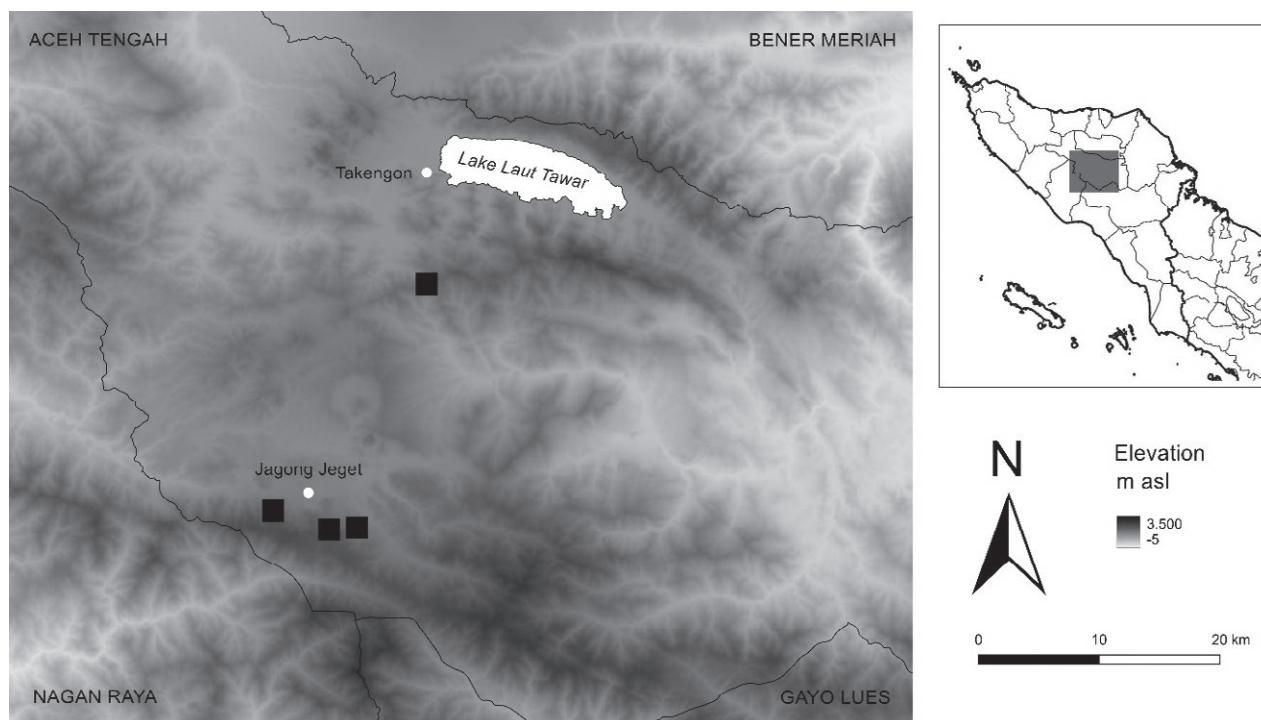 ACEH TENGAH
BENER MERIAH
Takengon
Lake Laut Tawar
Jagong Jeget
NAGAN RAYA
GAYO LUES
N
Elevation
m asl
3.500
-5
0 10 20 km